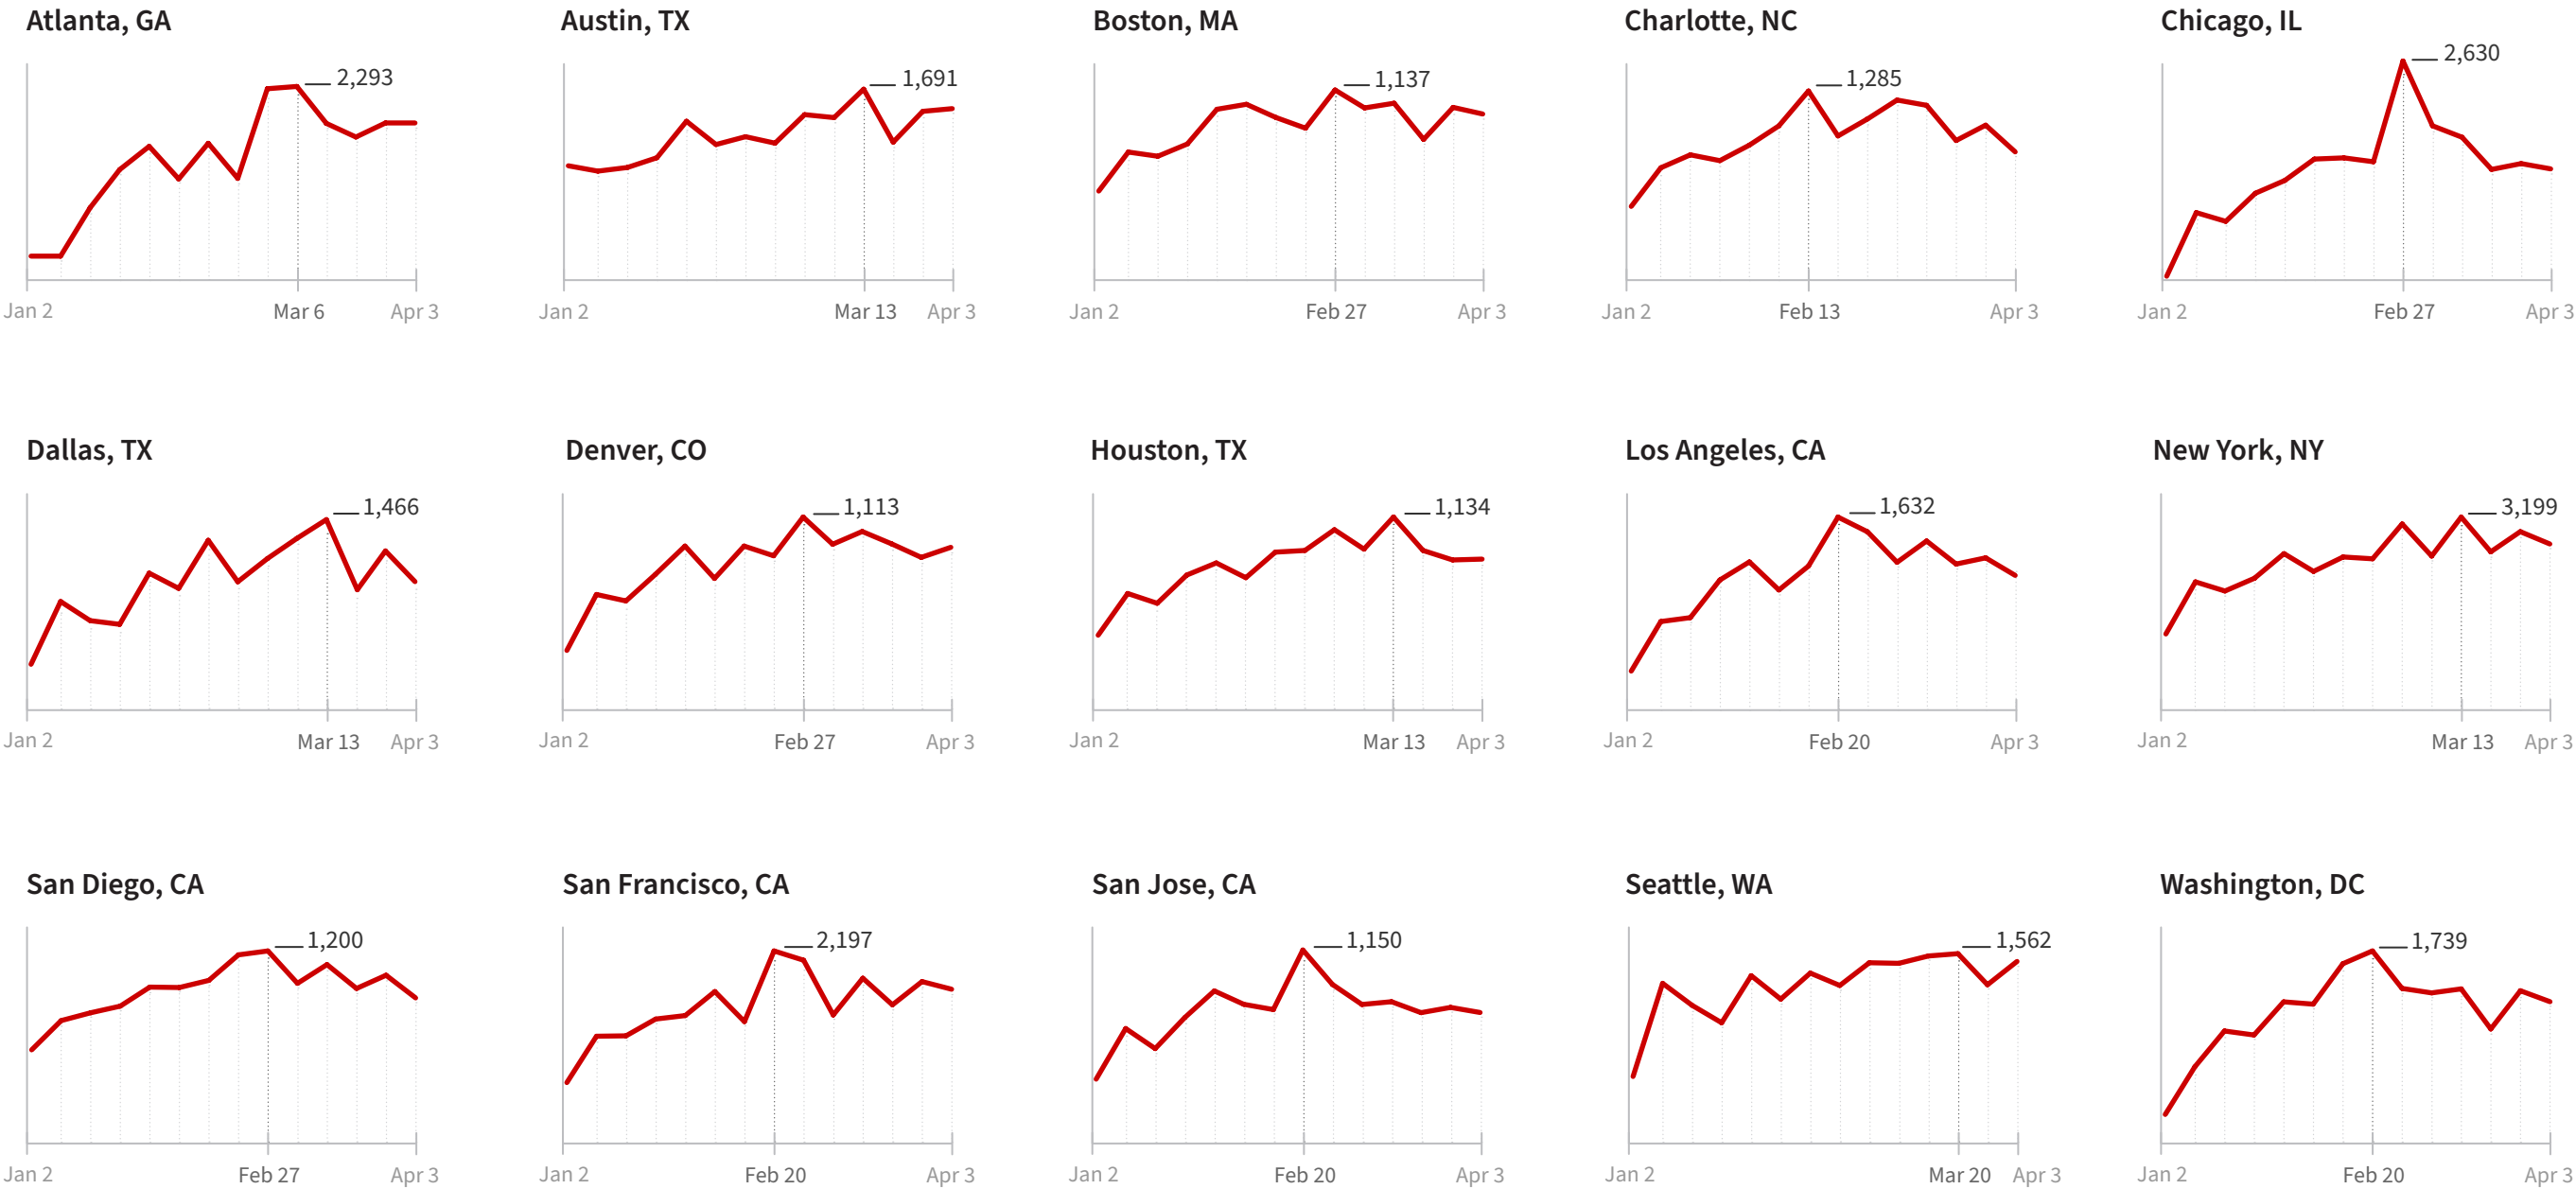 Atlanta, GA
2,293
Jan 2 Mar 6 Apr 3
Austin, TX
1,691
Jan 2 Mar 13 Apr 3
Boston, MA
1,137
Jan 2 Feb 27 Apr 3
Charlotte, NC
1,285
Jan 2 Feb 13 Apr 3
Chicago, IL
2,630
Jan 2 Feb 27 Apr 3
Dallas, TX
1,466
Jan 2 Mar 13 Apr 3
Denver, CO
1,113
Jan 2 Feb 27 Apr 3
Houston, TX
1,134
Jan 2 Mar 13 Apr 3
Los Angeles, CA
1,632
Jan 2 Feb 20 Apr 3
New York, NY
3,199
Jan 2 Mar 13 Apr 3
San Diego, CA
1,200
Jan 2 Feb 27 Apr 3
San Francisco, CA
2,197
Jan 2 Feb 20 Apr 3
San Jose, CA
1,150
Jan 2 Feb 20 Apr 3
Seattle, WA
1,562
Jan 2 Mar 20 Apr 3
Washington, DC
1,739
Jan 2 Feb 20 Apr 3